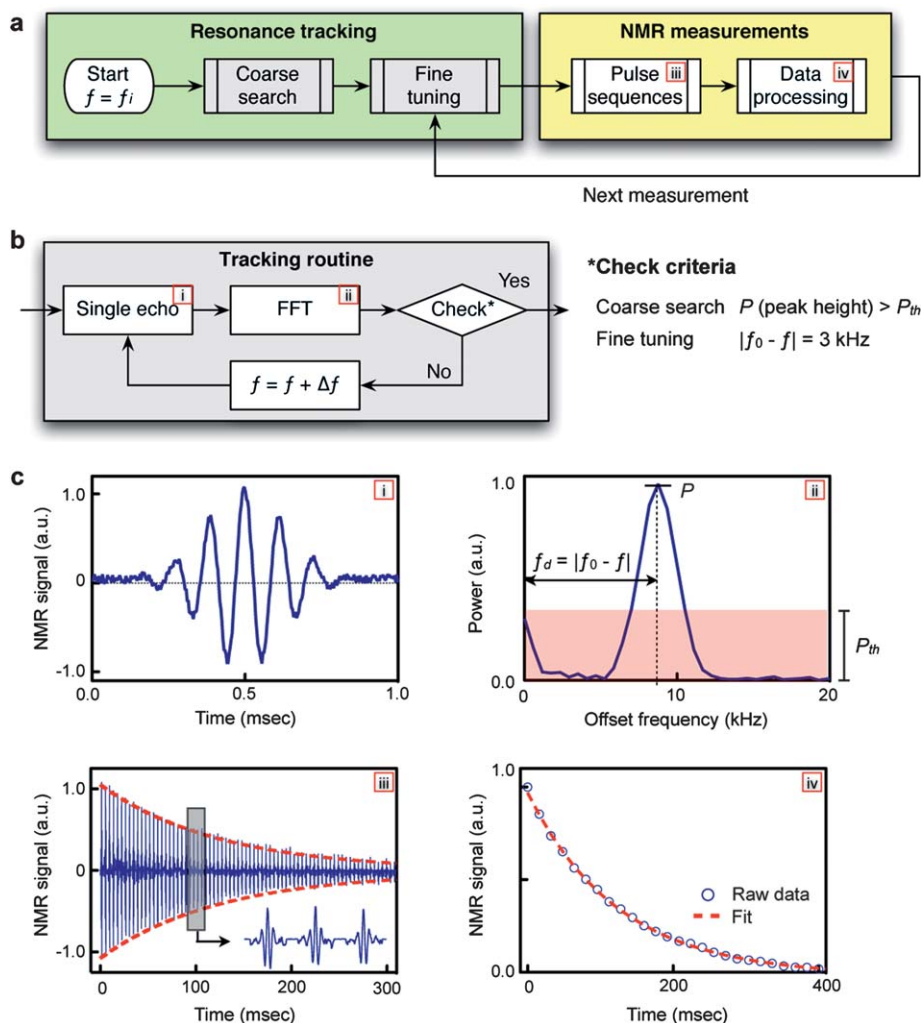 a
Resonance tracking
NMR measurements
Start
f = fi
Coarse
search
Fine
tuning
Pulse
sequences
iii
Data
processing
iv
Next measurement
b
Tracking routine
Single echo
i
FFT
ii
Check*
Yes
No
f = f + Δf
*Check criteria
Coarse search P (peak height) > Pth
Fine tuning |f0 - f| = 3 kHz
c
NMR signal (a.u.)
1.0
0
-1.0
i
0.0 0.5 1.0
Time (msec)
Power (a.u.)
1.0
0.0
P
ii
fd = |f0 - f|
Pth
0 10 20
Offset frequency (kHz)
NMR signal (a.u.)
1.0
0
-1.0
iii
0 100 200 300
Time (msec)
NMR signal (a.u.)
1.0
0.0
iv
Raw data
Fit
0 200 400
Time (msec)